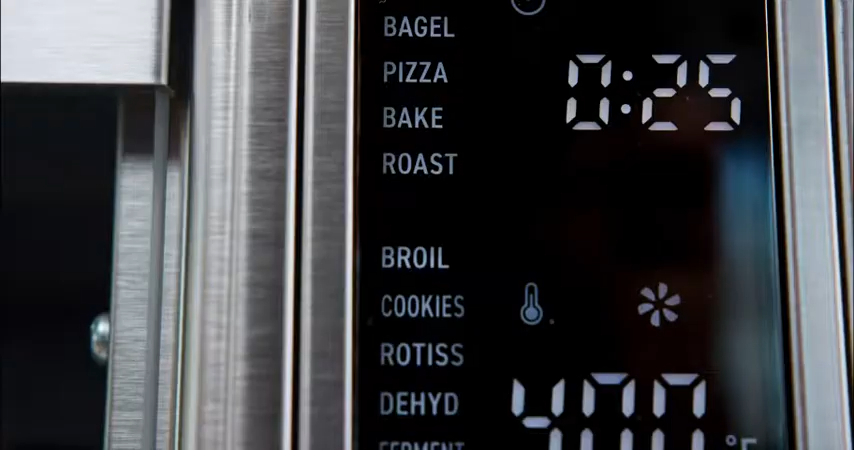 BAGEL
PIZZA
BAKE
ROAST
0:25
BROIL
COOKIES
ROTISS
DEHYD
FERMENT
400 °F